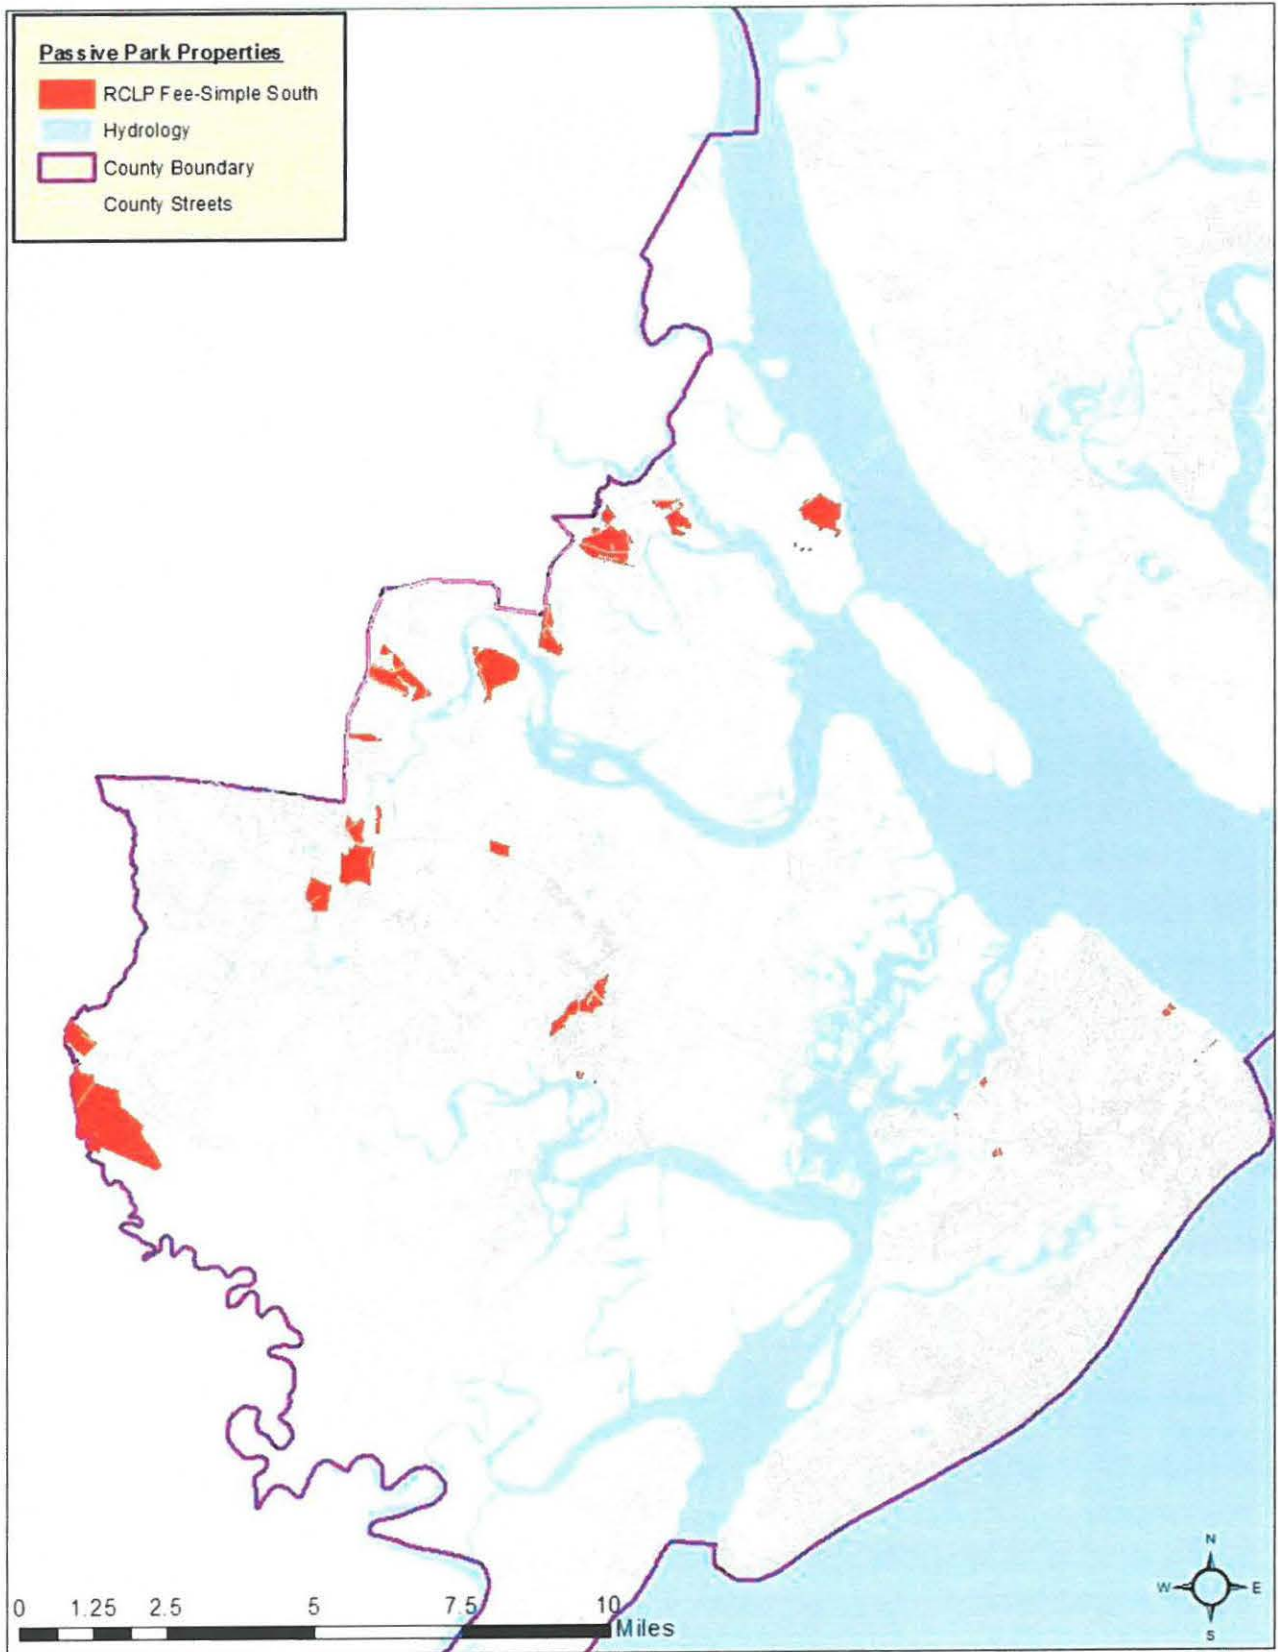 Passive Park Properties
RCLP Fee-Simple South
Hydrology
County Boundary
County Streets
N
W E
S
0 1.25 2.5 5 7.5 10
Miles